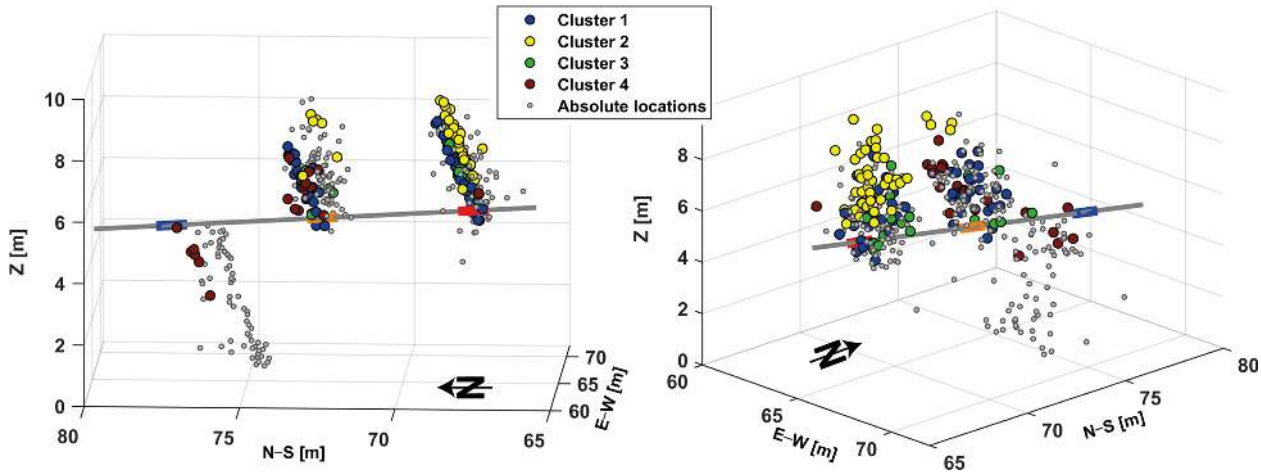 Cluster 1
Cluster 2
Cluster 3
Cluster 4
Absolute locations
10
8
6
4
2
0
Z [m]
80
75
70
65
N–S [m]
70
65
60
E–W [m]
N
8
6
4
2
0
Z [m]
60
65
70
E–W [m]
65
70
75
80
N–S [m]
N